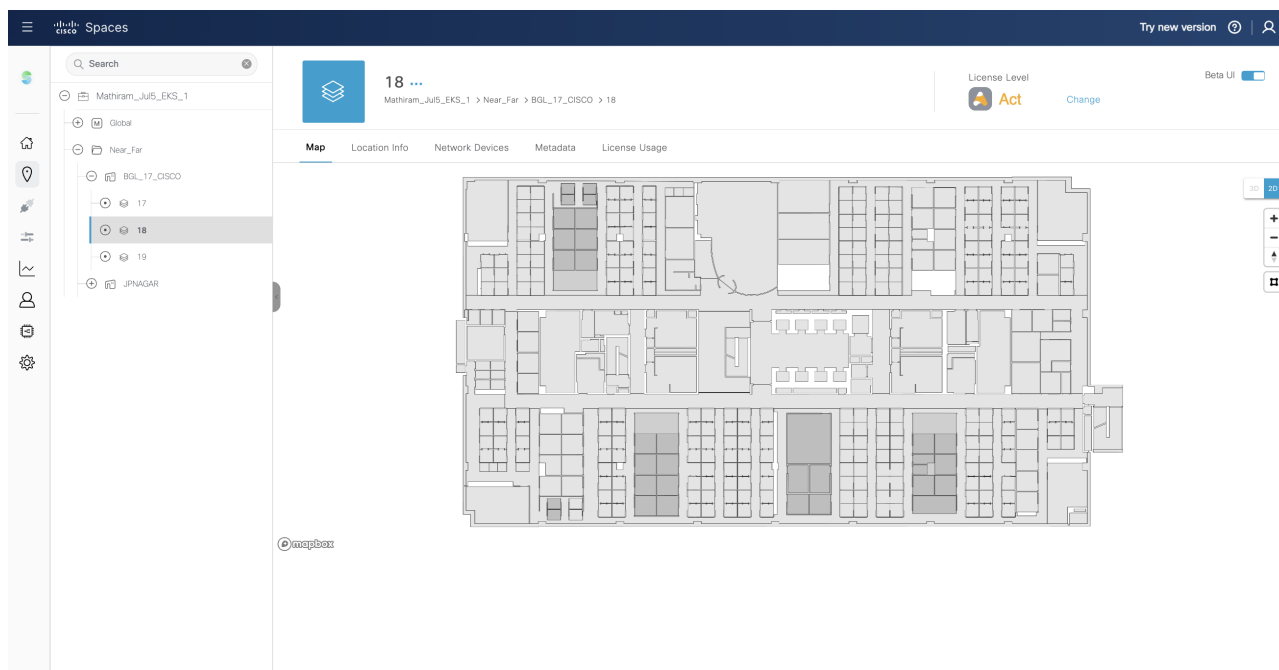 cisco Spaces
Try new version
Search
Mathiram_Jul5_EKS_1
M Global
Near_Far
BGL_17_CISCO
17
18
19
JPNAGAR
18 ...
Mathiram_Jul5_EKS_1 > Near_Far > BGL_17_CISCO > 18
License Level
Act
Change
Beta UI
Map Location Info Network Devices Metadata License Usage
3D 2D
mapbox